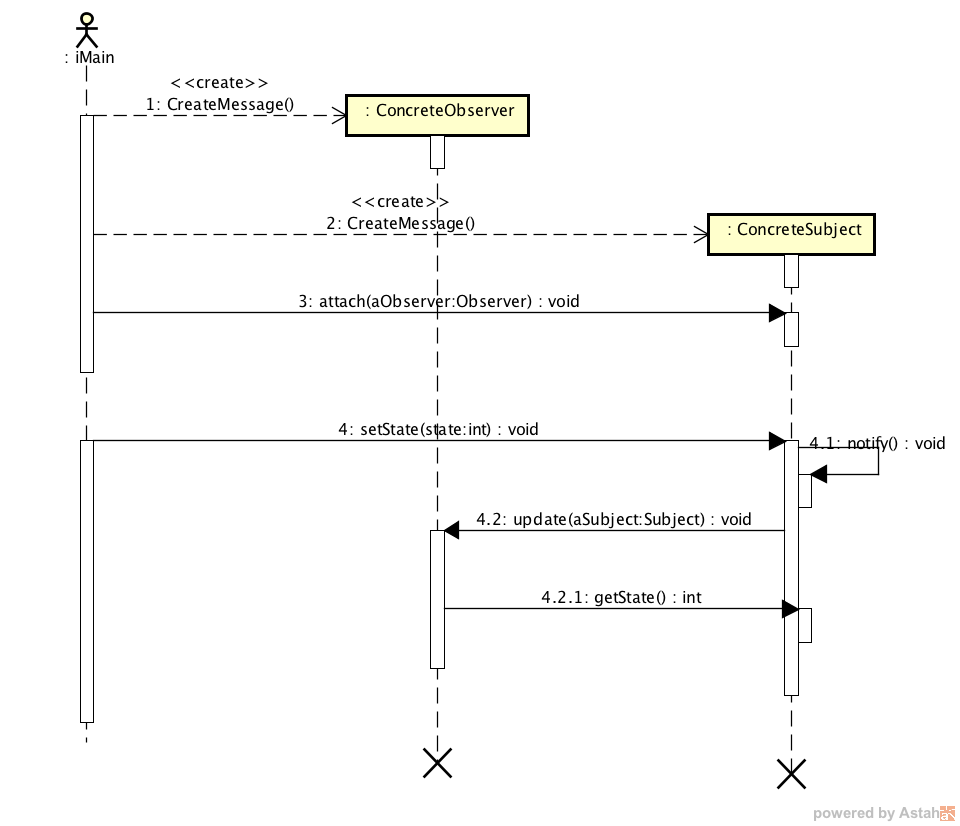 : iMain
<<create>>
1: CreateMessage()
: ConcreteObserver
<<create>>
2: CreateMessage()
: ConcreteSubject
3: attach(aObserver:Observer) : void
4: setState(state:int) : void
4.1: notify() : void
4.2: update(aSubject:Subject) : void
4.2.1: getState() : int
powered by Astah